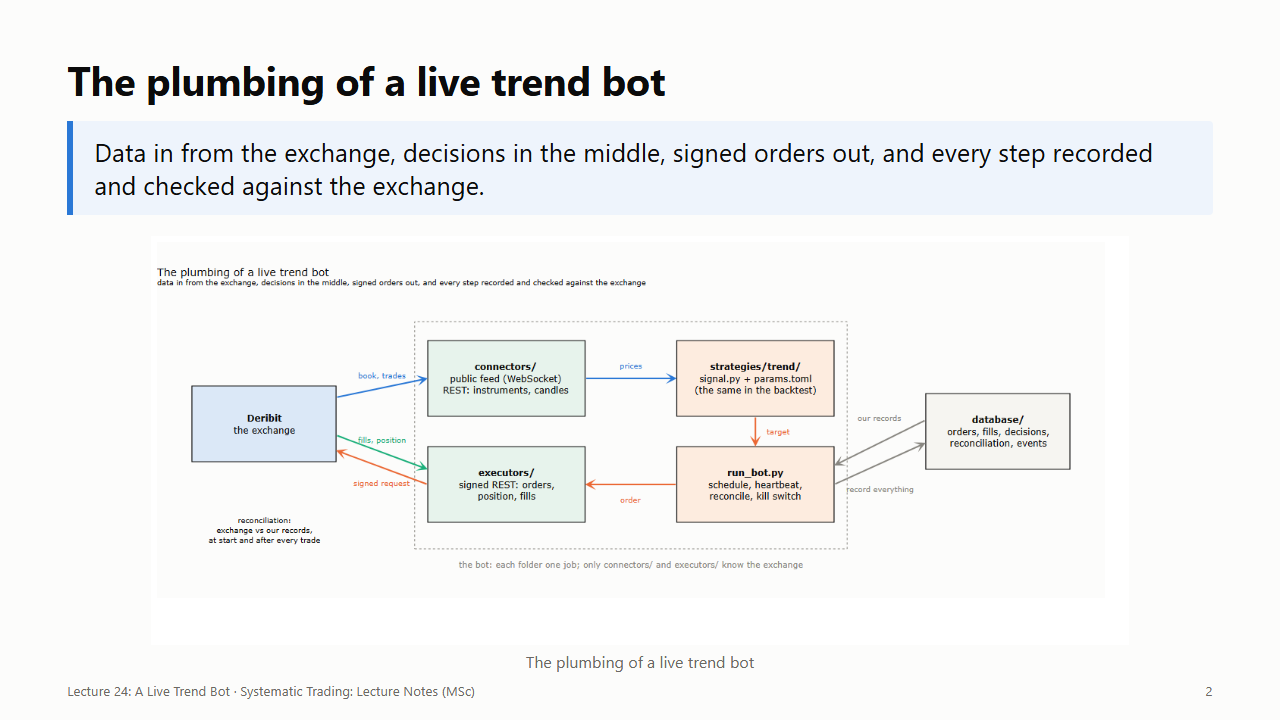 The plumbing of a live trend bot
Data in from the exchange, decisions in the middle, signed orders out, and every step recorded
and checked against the exchange.
The plumbing of a live trend bot
data in from the exchange, decisions in the middle, signed orders out, and every step recorded and checked against the exchange
book, trades
connectors/
public feed (WebSocket)
REST: instruments, candles
prices
strategies/trend/
signal.py + params.toml
(the same in the backtest)
Deribit
the exchange
fills, position
signed request
target
our records
database/
orders, fills, decisions,
reconciliation, events
executors/
signed REST: orders,
position, fills
order
run_bot.py
schedule, heartbeat,
reconcile, kill switch
record everything
reconciliation:
exchange vs our records,
at start and after every trade
the bot: each folder one job; only connectors/ and executors/ know the exchange
The plumbing of a live trend bot
Lecture 24: A Live Trend Bot · Systematic Trading: Lecture Notes (MSc)
2